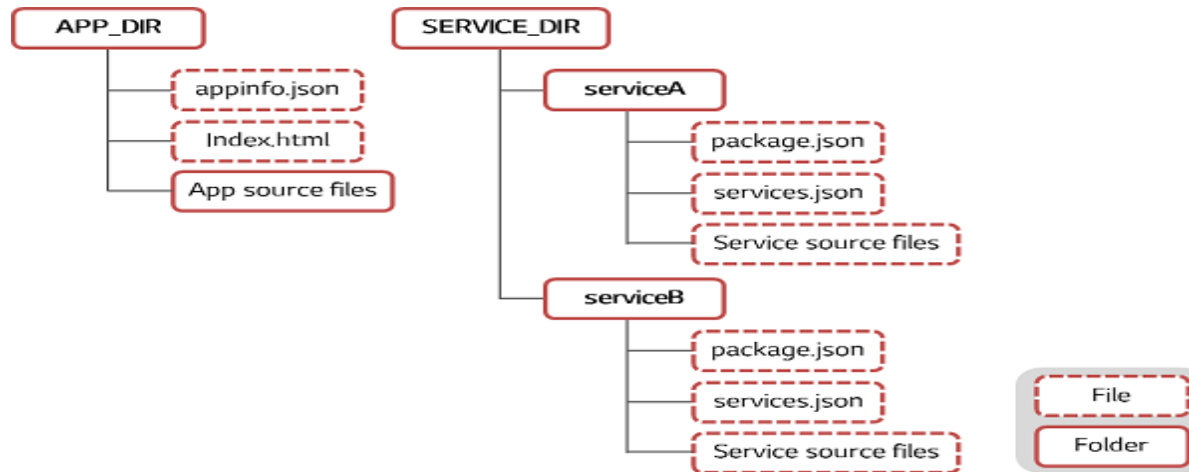 APP_DIR
appinfo.json
Index.html
App source files
SERVICE_DIR
serviceA
package.json
services.json
Service source files
serviceB
package.json
services.json
Service source files
File
Folder